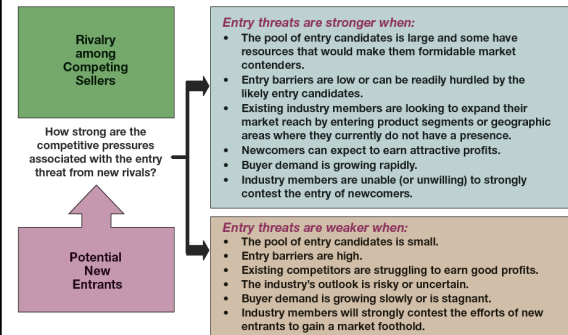 Rivalry
among
Competing
Sellers
How strong are the
competitive pressures
associated with the entry
threat from new rivals?
Potential
New
Entrants
Entry threats are stronger when:
• The pool of entry candidates is large and some have
resources that would make them formidable market
contenders.
• Entry barriers are low or can be readily hurdled by the
likely entry candidates.
• Existing industry members are looking to expand their
market reach by entering product segments or geographic
areas where they currently do not have a presence.
• Newcomers can expect to earn attractive profits.
• Buyer demand is growing rapidly.
• Industry members are unable (or unwilling) to strongly
contest the entry of newcomers.
Entry threats are weaker when:
• The pool of entry candidates is small.
• Entry barriers are high.
• Existing competitors are struggling to earn good profits.
• The industry's outlook is risky or uncertain.
• Buyer demand is growing slowly or is stagnant.
• Industry members will strongly contest the efforts of new
entrants to gain a market foothold.